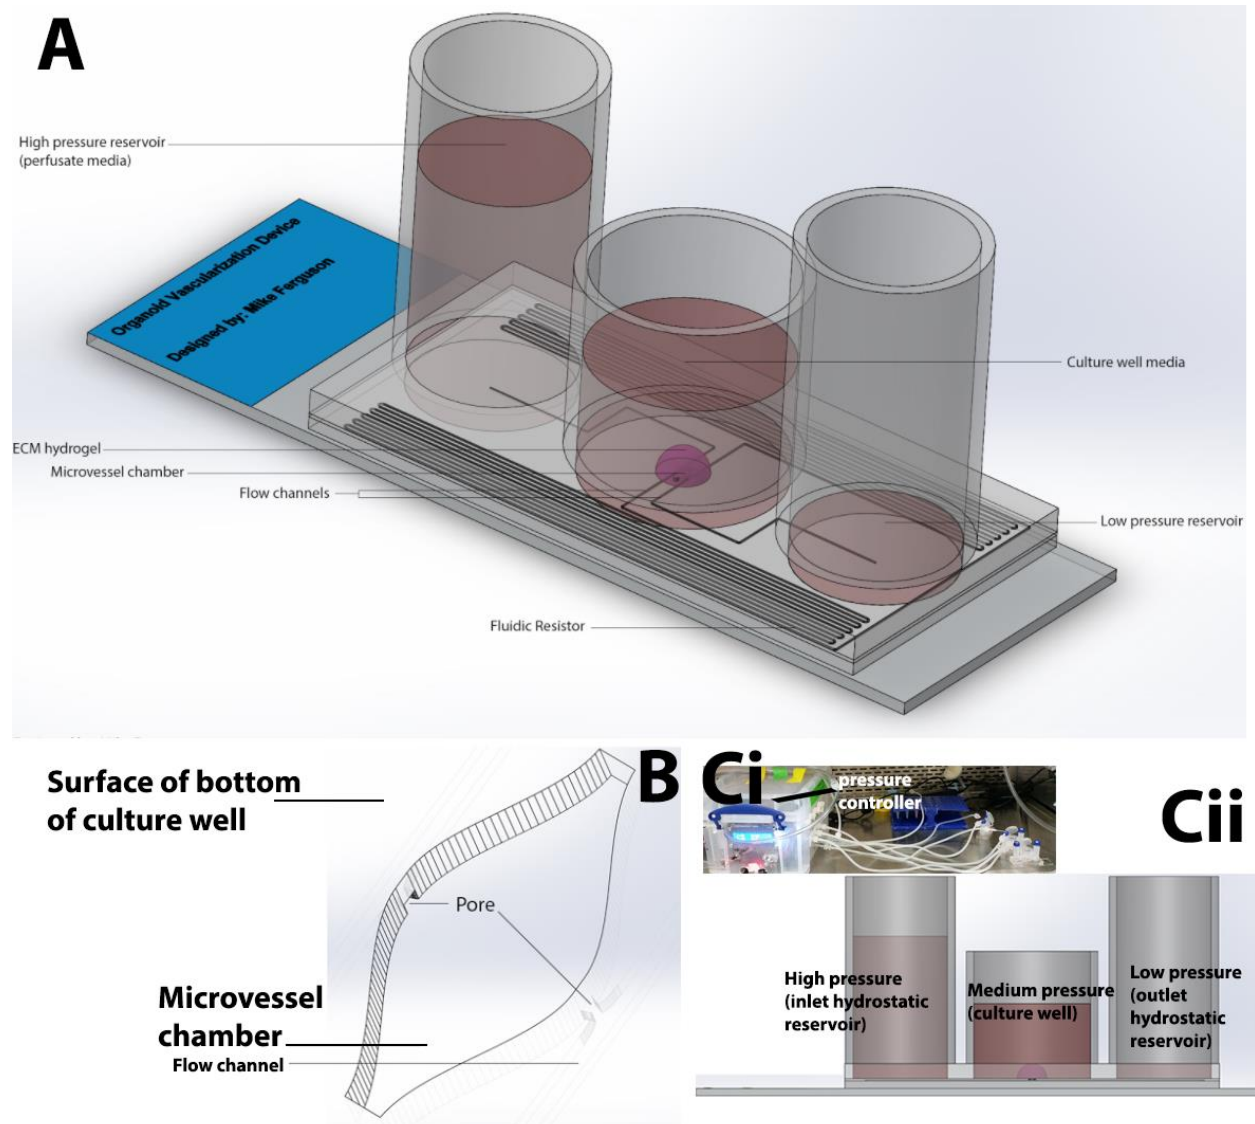 A
High pressure reservoir
(perfusate media)
Organoid Vascularization Device
Designed by: Mike Ferguson
Culture well media
ECM hydrogel
Microvessel chamber
Flow channels
Low pressure reservoir
Fluidic Resistor
B
Surface of bottom
of culture well
Pore
Microvessel
chamber
Flow channel
Ci
pressure
controller
Cii
High pressure
(inlet hydrostatic
reservoir)
Medium pressure
(culture well)
Low pressure
(outlet
hydrostatic
reservoir)